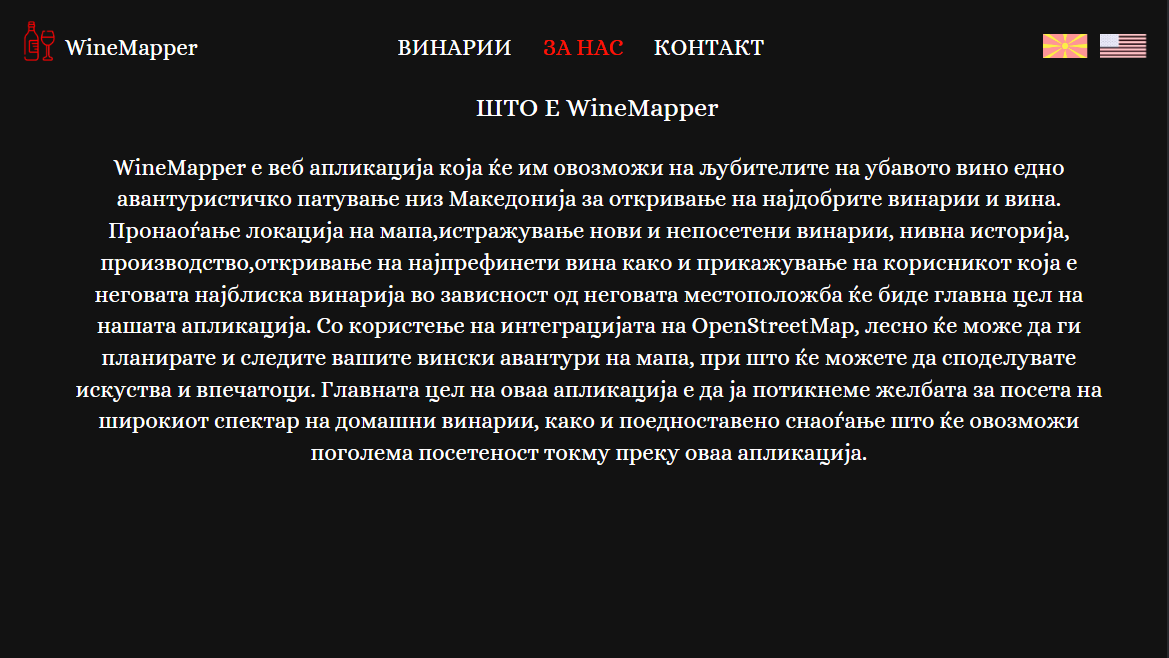 WineMapper
ВИНАРИИ
ЗА НАС
КОНТАКТ
ШТО Е WineMapper
WineMapper е веб апликација која ќе им овозможи на љубителите на убавото вино едно
авантуристичко патување низ Македонија за откривање на најдобрите винарии и вина.
Пронаоѓање локација на мапа,истражување нови и непосетени винарии, нивна историја,
производство,откривање на најпрефинети вина како и прикажување на корисникот која е
неговата најблиска винарија во зависност од неговата местоположба ќе биде главна цел на
нашата апликација. Со користење на интеграцијата на OpenStreetMap, лесно ќе може да ги
планирате и следите вашите вински авантури на мапа, при што ќе можете да споделувате
искуства и впечатоци. Главната цел на оваа апликација е да ја потикнеме желбата за посета на
широкиот спектар на домашни винарии, како и поедноставено снаоѓање што ќе овозможи
поголема посетеност токму преку оваа апликација.